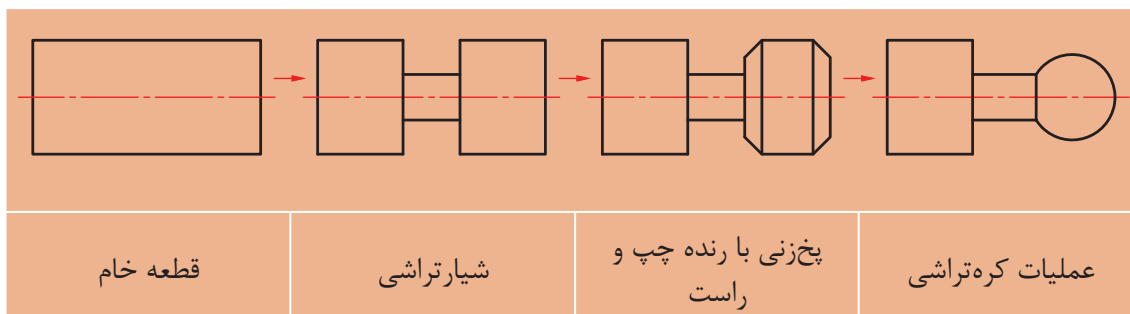 قطعه خام
شیارتراشی
پخ‌زنی با رنده چپ و
راست
عملیات کره‌تراشی